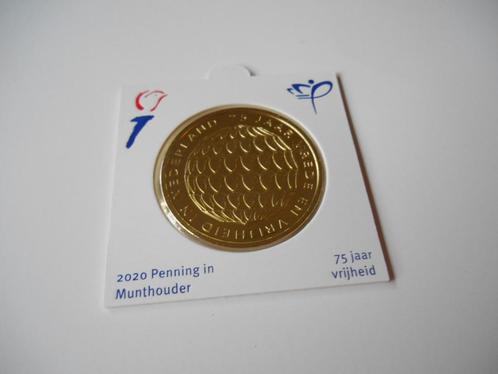 75 JAAR VREDE EN VRIJHEID IN NEDERLAND
2020 Penning in
Munthouder
75 jaar
vrijheid